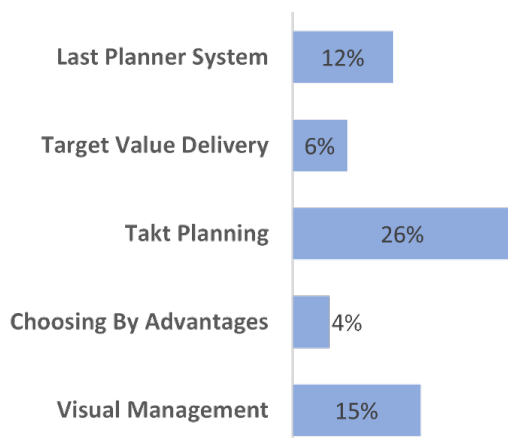 Last Planner System 12%
Target Value Delivery 6%
Takt Planning 26%
Choosing By Advantages 4%
Visual Management 15%